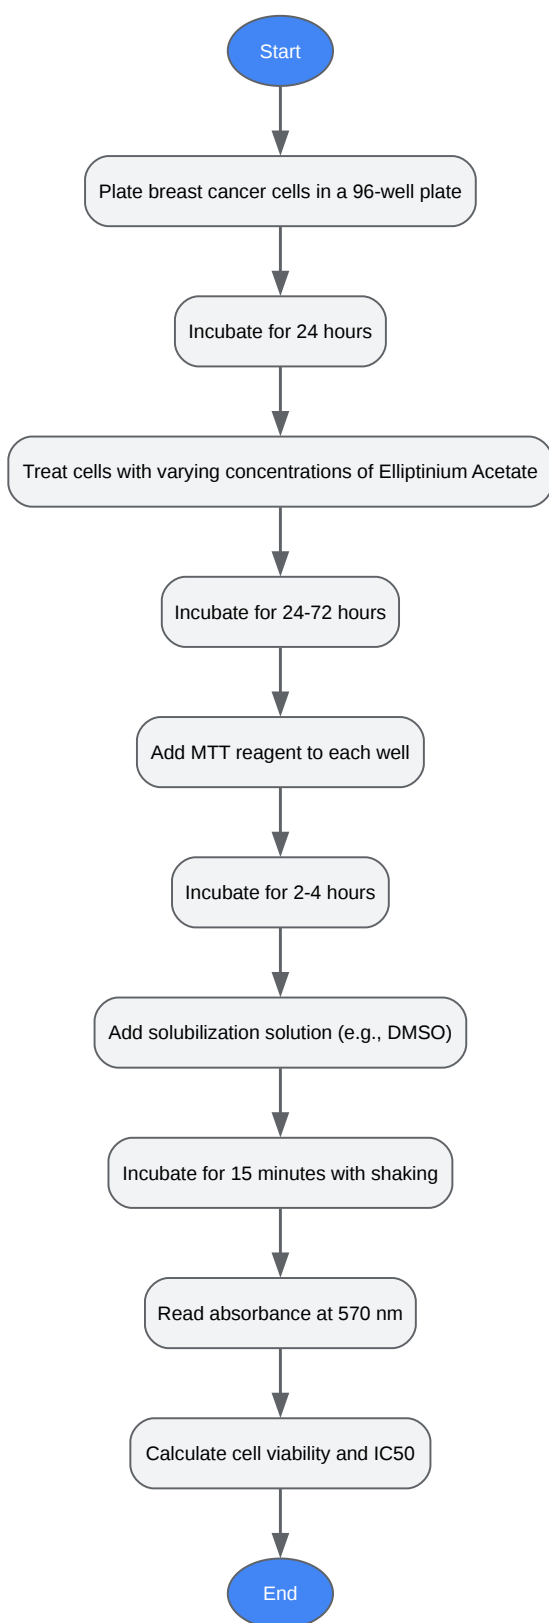 Start
Plate breast cancer cells in a 96-well plate
Incubate for 24 hours
Treat cells with varying concentrations of Elliptinium Acetate
Incubate for 24-72 hours
Add MTT reagent to each well
Incubate for 2-4 hours
Add solubilization solution (e.g., DMSO)
Incubate for 15 minutes with shaking
Read absorbance at 570 nm
Calculate cell viability and IC50
End